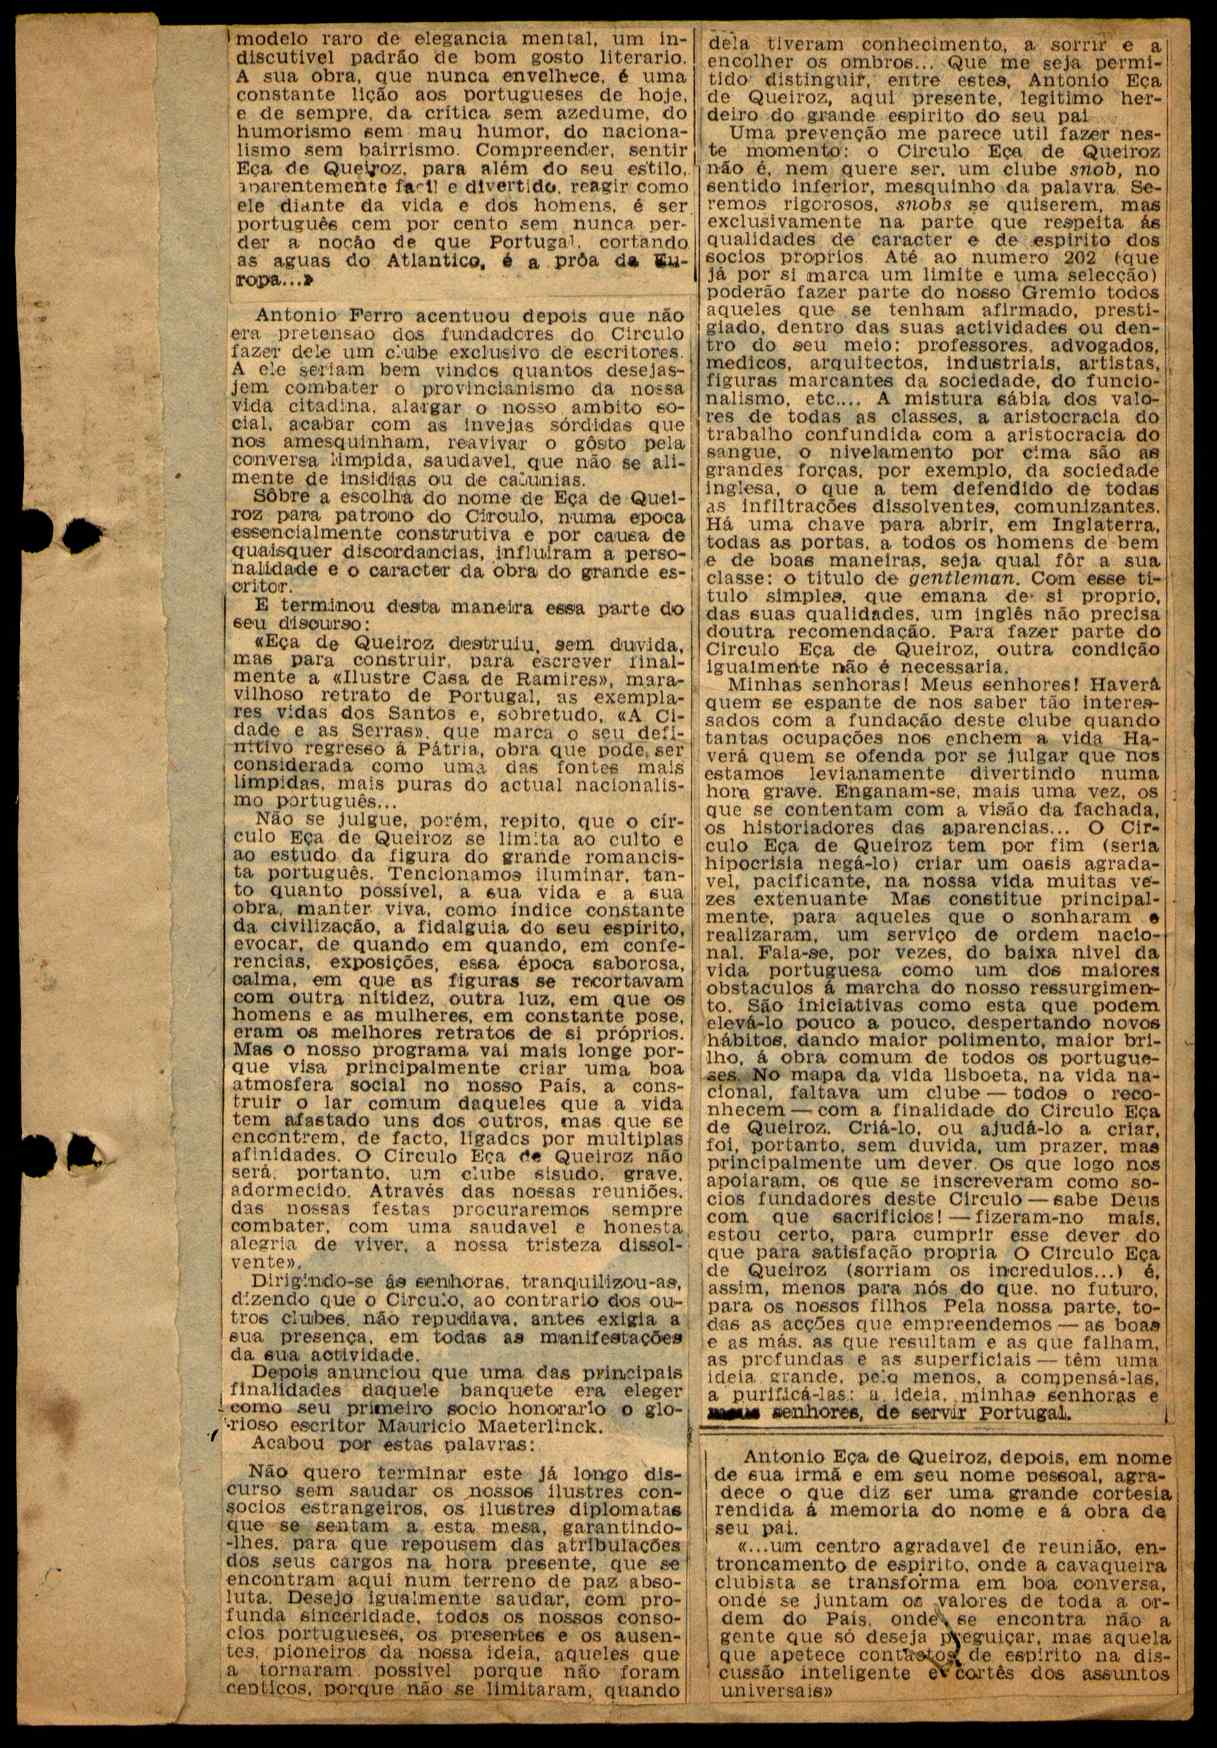 modelo raro de elegancia mental, um in-
discutivel padrão de bom gosto literario.
A sua obra, que nunca envelhece, é uma
constante lição aos portugueses de hoje,
e de sempre, da crítica sem azedume, do
humorismo sem mau humor, do naciona-
lismo sem bairrismo. Compreender, sentir
Eça de Queiroz, para além do seu estilo,
aparentemente facil e divertido, reagir como
ele diante da vida e dos homens, é ser
português cem por cento sem nunca per-
der a noção de que Portugal, cortando
as aguas do Atlantico, é a prôa da Eu-
ropa...»
Antonio Ferro acentuou depois que não
era pretensão dos fundadores do Circulo
fazer dele um clube exclusivo de escritores.
A ele seriam bem vindos quantos desejas-
jem combater o provincianismo da nossa
vida citadina, alargar o nosso ambito so-
cial, acabar com as invejas sórdidas que
nos amesquinham, reavivar o gôsto pela
conversa límpida, saudavel, que não se ali-
mente de insidias ou de calunias.
Sôbre a escolha do nome de Eça de Quei-
roz para patrono do Circulo, numa epoca
essencialmente construtiva e por causa de
quaisquer discordancias, influiram a perso-
nalidade e o caracter da obra do grande es-
critor.
E terminou desta maneira essa parte do
seu discurso:
«Eça de Queiroz destruiu, sem duvida,
mas para construir, para escrever final-
mente a «Ilustre Casa de Ramires», mara-
vilhoso retrato de Portugal, as exempla-
res vidas dos Santos e, sobretudo, «A Ci-
dade e as Serras», que marca o seu defi-
nitivo regresso á Pátria, obra que pode ser
considerada como uma das fontes mais
limpidas, mais puras do actual nacionalis-
mo português...
Não se julgue, porém, repito, que o cír-
culo Eça de Queiroz se limita ao culto e
ao estudo da figura do grande romancis-
ta português. Tencionamos iluminar, tan-
to quanto possível, a sua vida e a sua
obra, manter viva, como índice constante
da civilização, a fidalguia do seu espirito,
evocar, de quando em quando, em confe-
rencias, exposições, essa época saborosa,
calma, em que as figuras se recortavam
com outra nitidez, outra luz, em que os
homens e as mulheres, em constante pose,
eram os melhores retratos de si próprios.
Mas o nosso programa vai mais longe por-
que visa principalmente criar uma boa
atmosfera social no nosso País, a cons-
truir o lar comum daqueles que a vida
tem afastado uns dos outros, mas que se
encontrem, de facto, ligados por multiplas
afinidades. O Círculo Eça de Queiroz não
será, portanto, um clube sisudo, grave,
adormecido. Através das nossas reuniões,
das nossas festas procuraremos sempre
combater, com uma saudavel e honesta
alegria de viver, a nossa tristeza dissol-
vente».
Dirigindo-se ás senhoras, tranquilizou-as,
dizendo que o Circulo, ao contrario dos ou-
tros clubes, não repudiava, antes exigia a
sua presença, em todas as manifestações
da sua actividade.
Depois anunciou que uma das principais
finalidades daquele banquete era eleger
como seu primeiro socio honorario o glo-
rioso escritor Mauricio Maeterlinck.
Acabou por estas palavras:
Não quero terminar este já longo dis-
curso sem saudar os nossos ilustres con-
socios estrangeiros, os ilustres diplomatas
que se sentam a esta mesa, garantindo-
-lhes, para que repousem das atribulações
dos seus cargos na hora presente, que se
encontram aqui num terreno de paz abso-
luta. Desejo igualmente saudar, com pro-
funda sinceridade, todos os nossos conso-
cios portugueses, os presentes e os ausen-
tes, pioneiros da nossa ideia, aqueles que
a tornaram possivel porque não foram
cepticos, porque não se limitaram, quando
dela tiveram conhecimento, a sorrir e a
encolher os ombros... Que me seja permi-
tido distinguir, entre estes, Antonio Eça
de Queiroz, aqui presente, legitimo her-
deiro do grande espirito do seu pai
Uma prevenção me parece util fazer nes-
te momento: o Circulo Eça de Queiroz
não é, nem quere ser, um clube snob, no
sentido inferior, mesquinho da palavra. Se-
remos rigorosos, snobs se quiserem, mas
exclusivamente na parte que respeita ás
qualidades de caracter e de espirito dos
socios proprios. Até ao numero 202 (que
já por si marca um limite e uma selecção)
poderão fazer parte do nosso Gremio todos
aqueles que se tenham afirmado, presti-
giado, dentro das suas actividades ou den-
tro do seu meio: professores, advogados,
medicos, arquitectos, industriais, artistas,
figuras marcantes da sociedade, do funcio-
nalismo, etc.... A mistura sábia dos valo-
res de todas as classes, a aristocracia do
trabalho confundida com a aristocracia do
sangue, o nivelamento por cima são as
grandes forças, por exemplo, da sociedade
inglesa, o que a tem defendido de todas
as infiltrações dissolventes, comunizantes.
Há uma chave para abrir, em Inglaterra,
todas as portas, a todos os homens de bem
e de boas maneiras, seja qual fôr a sua
classe: o titulo de gentleman. Com esse ti-
tulo simples, que emana de si proprio,
das suas qualidades, um inglês não precisa
doutra recomendação. Para fazer parte do
Circulo Eça de Queiroz, outra condição
igualmente não é necessaria.
Minhas senhoras! Meus senhores! Haverá
quem se espante de nos saber tão interes-
sados com a fundação deste clube quando
tantas ocupações nos enchem a vida Ha-
verá quem se ofenda por se julgar que nos
estamos levianamente divertindo numa
hora grave. Enganam-se, mais uma vez, os
que se contentam com a visão da fachada,
os historiadores das aparencias... O Cir-
culo Eça de Queiroz tem por fim (seria
hipocrisia negá-lo) criar um oasis agrada-
vel, pacificante, na nossa vida muitas ve-
zes extenuante Mas constitue principal-
mente, para aqueles que o sonharam e
realizaram, um serviço de ordem nacio-
nal. Fala-se, por vezes, do baixa nivel da
vida portuguesa como um dos maiores
obstaculos á marcha do nosso ressurgimen-
to. São iniciativas como esta que podem
elevá-lo pouco a pouco, despertando novos
hábitos, dando maior polimento, maior bri-
lho, á obra comum de todos os portugue-
ses. No mapa da vida lisboeta, na vida na-
cional, faltava um clube — todos o reco-
nhecem — com a finalidade do Circulo Eça
de Queiroz. Criá-lo, ou ajudá-lo a criar,
foi, portanto, sem duvida, um prazer, mas
principalmente um dever. Os que logo nos
apoiaram, os que se inscreveram como so-
cios fundadores deste Circulo — sabe Deus
com que sacrificios! — fizeram-no mais,
estou certo, para cumprir esse dever do
que para satisfação propria O Circulo Eça
de Queiroz (sorriam os incredulos...) é,
assim, menos para nós do que, no futuro,
para os nossos filhos Pela nossa parte, to-
das as acções que empreendemos — as boas
e as más, as que resultam e as que falham,
as profundas e as superficiais — têm uma
ideia grande, pelo menos, a compensá-las,
a purificá-las: a ideia, minhas senhoras e
meus senhores, de servir Portugal.
Antonio Eça de Queiroz, depois, em nome
de sua irmã e em seu nome pessoal, agra-
dece o que diz ser uma grande cortesia
rendida á memoria do nome e á obra de
seu pai.
«...um centro agradavel de reunião, en-
troncamento de espirito, onde a cavaqueira
clubista se transforma em boa conversa,
onde se juntam os valores de toda a or-
dem do País, onde se encontra não a
gente que só deseja preguiçar, mas aquela
que apetece contactos de espirito na dis-
cussão inteligente e cortês dos assuntos
universais»